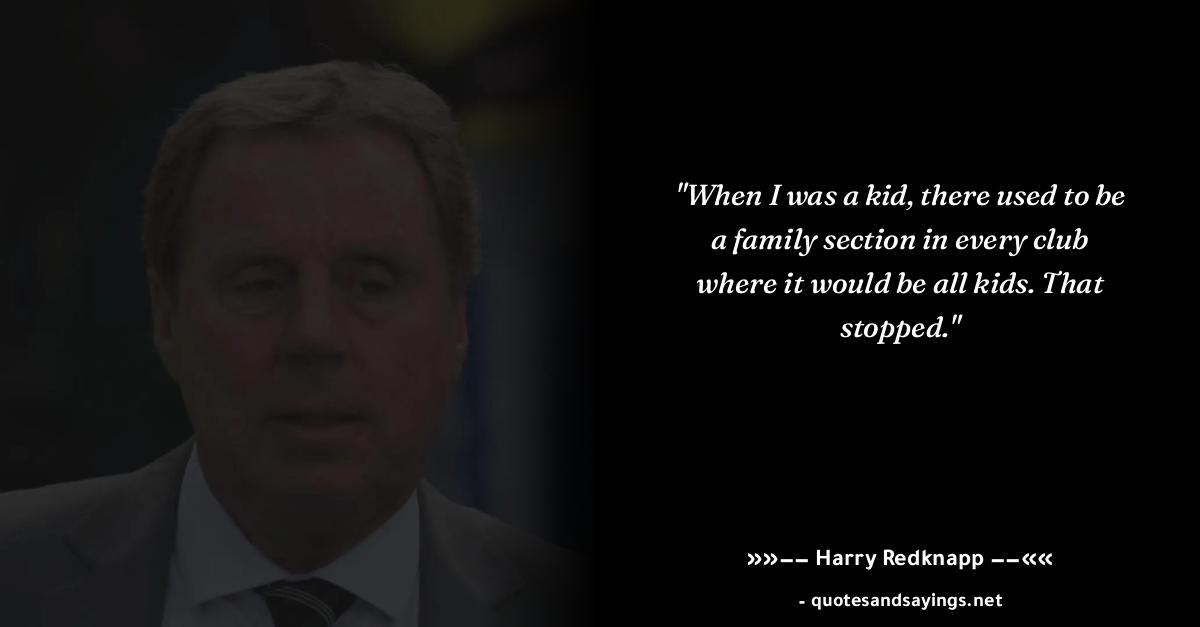 "When I was a kid, there used to be
a family section in every club
where it would be all kids. That
stopped."
»»–– Harry Redknapp ––««
- quotesandsayings.net